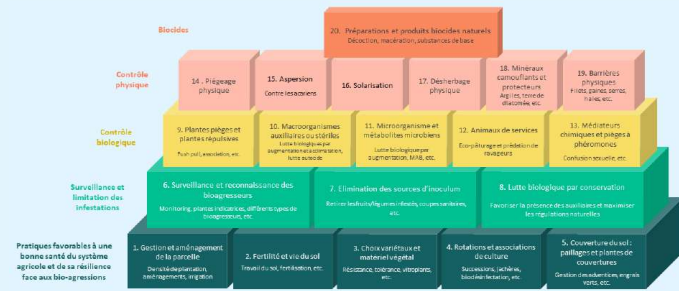 Biocides
20. Préparations et produits biocides naturels
Décoction, macération, substances de base
Contrôle
physique
14 . Piégeage
physique
15. Aspersion
Contre les acariens
16. Solarisation
17. Désherbage
physique
18. Minéraux
camouflants et
protecteurs
Argiles, terre de
diatomée, etc.
19. Barrières
physiques
Filets, gaines, serres,
haies, etc.
Contrôle
biologique
9. Plantes pièges et
plantes répulsives
Push pull, association, etc.
10. Macroorganismes
auxiliaires ou stériles
Lutte biologique par
augmentation et acclimatation,
lutte autocide
11. Microorganisme et
métabolites microbiens
Lutte biologique par
augmentation, MAB, etc.
12. Animaux de services
Eco-pâturage et prédation de
ravageurs
13. Médiateurs
chimiques et pièges à
phéromones
Confusion sexuelle, etc.
Surveillance et
limitation des
infestations
6. Surveillance et reconnaissance des
bioagresseurs
Monitoring, plantes indicatrices, différents types de
bioagresseurs, etc
7. Elimination des sources d'inoculum
Retirer les fruits/légumes infestés, coupes sanitaires,
etc.
8. Lutte biologique par conservation
Favoriser la présence des auxiliaires et maximiser
les régulations naturelles
Pratiques favorables à une
bonne santé du système
agricole et de sa résilience
face aux bio-agressions
1. Gestion et aménagement
de la parcelle
Densité de plantation,
aménagements, irrigation
2. Fertilité et vie du sol
Travail du sol, fertilisation, etc.
3. Choix variétaux et
matériel végétal
Résistance, tolérance, vitroplants,
etc.
4. Rotations et associations
de culture
Successions, jachères,
biodésinfection, etc.
5. Couverture du sol :
paillages et plantes de
couvertures
Gestion des adventices, engrais
verts, etc.